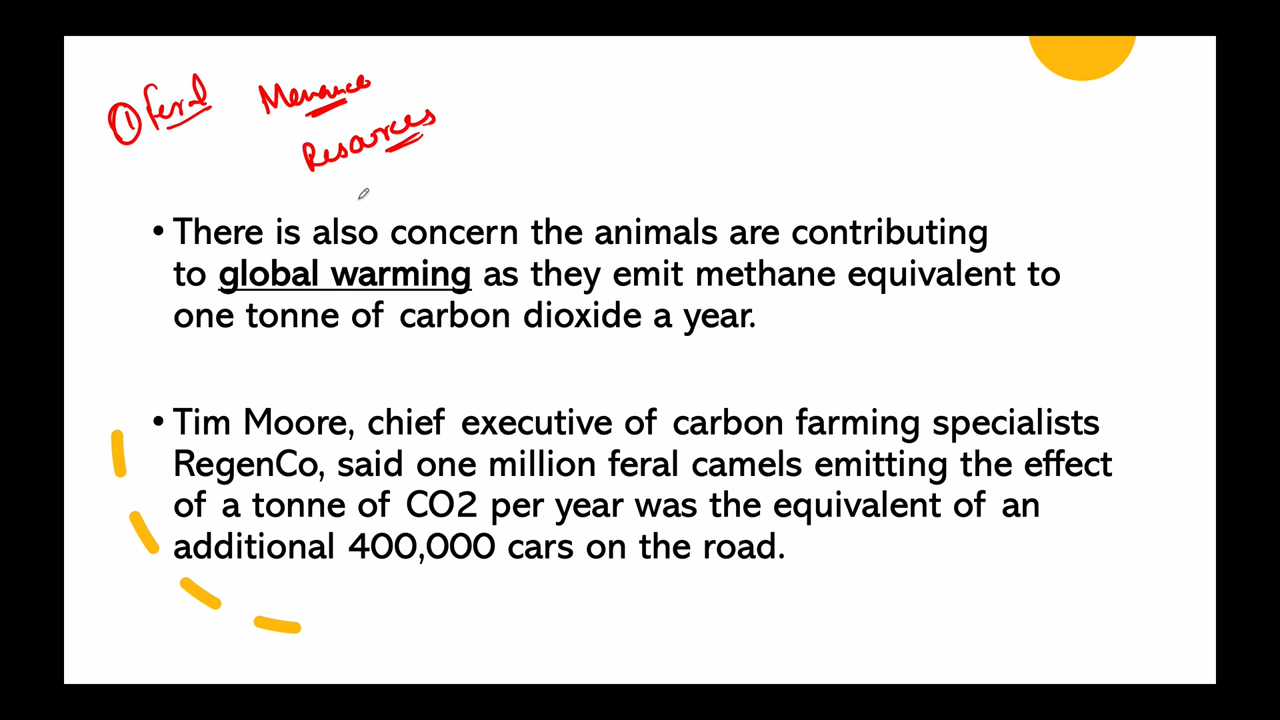 ① Feral Menance
Resources
• There is also concern the animals are contributing
to global warming as they emit methane equivalent to
one tonne of carbon dioxide a year.
• Tim Moore, chief executive of carbon farming specialists
RegenCo, said one million feral camels emitting the effect
of a tonne of CO2 per year was the equivalent of an
additional 400,000 cars on the road.